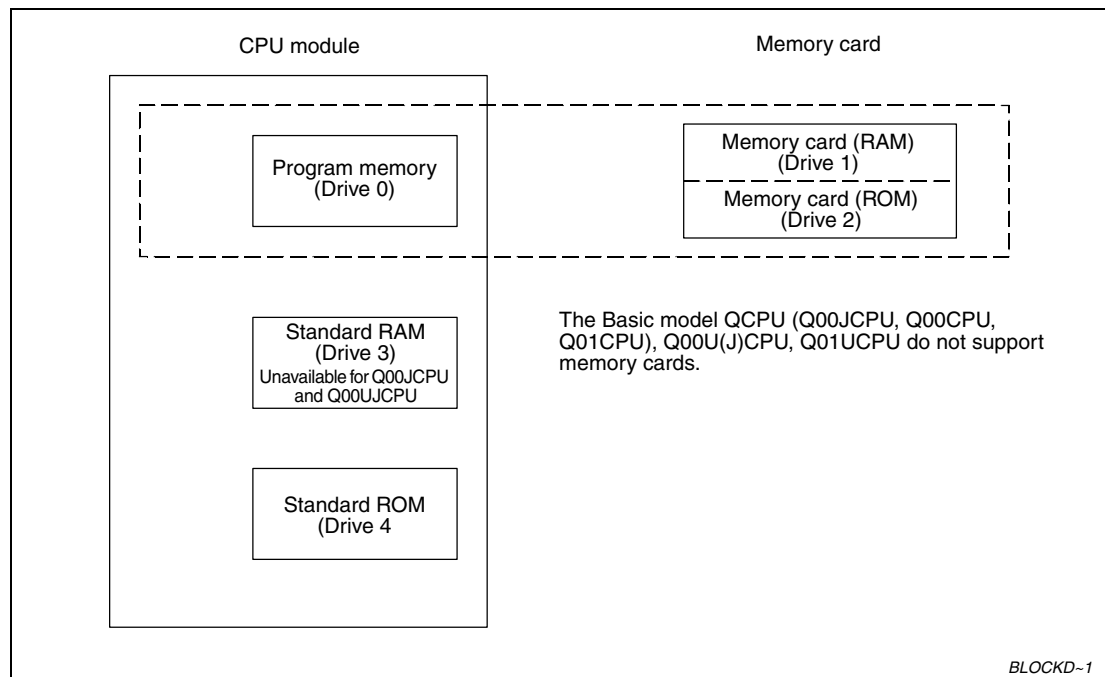 CPU module
Memory card
Program memory
(Drive 0)
Memory card (RAM)
(Drive 1)
Memory card (ROM)
(Drive 2)
Standard RAM
(Drive 3)
Unavailable for Q00JCPU
and Q00UJCPU
The Basic model QCPU (Q00JCPU, Q00CPU,
Q01CPU), Q00U(J)CPU, Q01UCPU do not support
memory cards.
Standard ROM
(Drive 4
BLOCKD~1